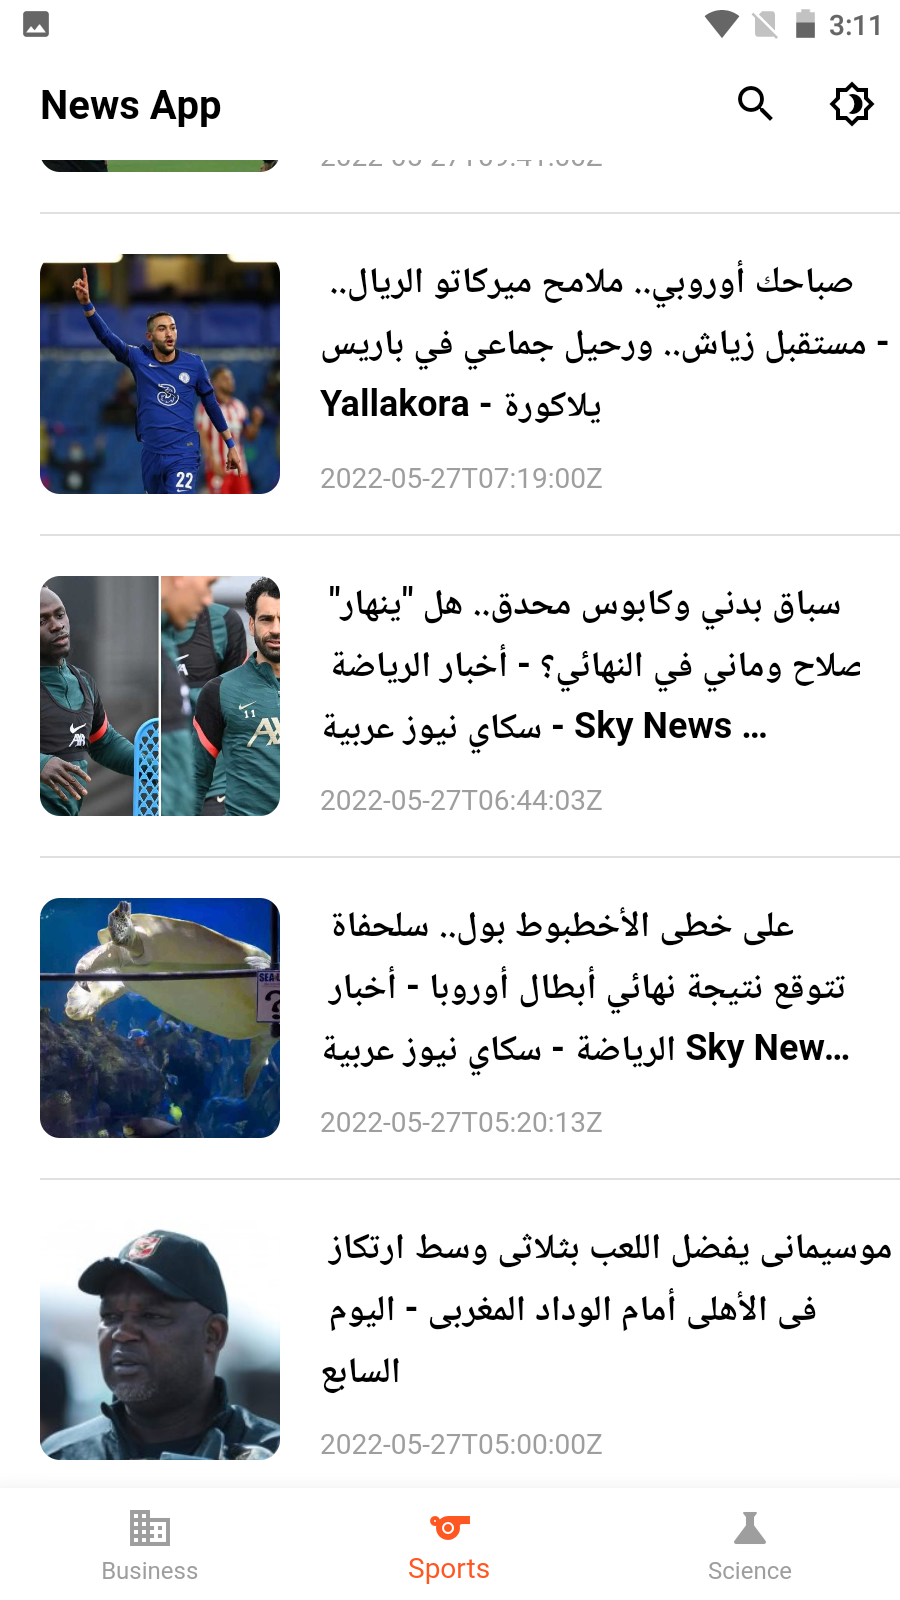 3:11
News App
صباحك أوروبي.. ملامح ميركاتو الريال..
مستقبل زياش.. ورحيل جماعي في باريس -
Yallakora - يلاكورة
2022-05-27T07:19:00Z
سباق بدني وكابوس محدق.. هل "ينهار"
صلاح وماني في النهائي؟ - أخبار الرياضة
سكاي نيوز عربية - Sky News ...
2022-05-27T06:44:03Z
على خطى الأخطبوط بول.. سلحفاة
تتوقع نتيجة نهائي أبطال أوروبا - أخبار
الرياضة - سكاي نيوز عربية Sky New...
2022-05-27T05:20:13Z
موسيمانى يفضل اللعب بثلاثى وسط ارتكاز
فى الأهلى أمام الوداد المغربى - اليوم
السابع
2022-05-27T05:00:00Z
Business
Sports
Science